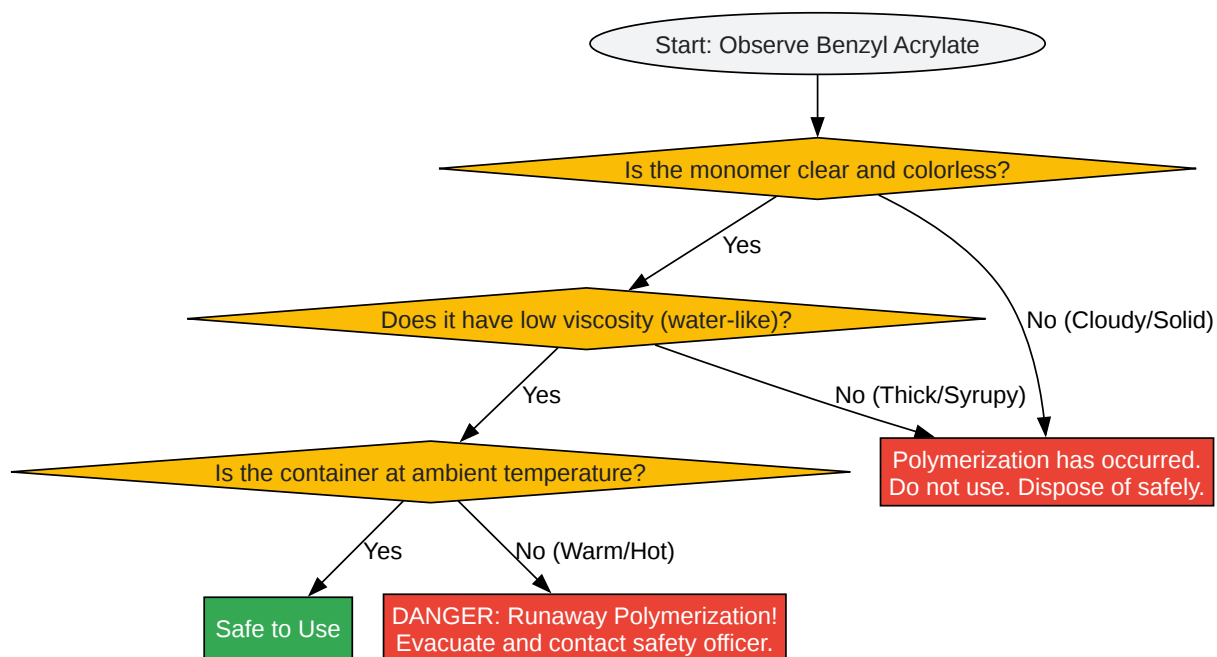 Start: Observe Benzyl Acrylate
Is the monomer clear and colorless?
Yes
Does it have low viscosity (water-like)?
No (Cloudy/Solid)
Yes
No (Thick/Syrupy)
Is the container at ambient temperature?
Polymerization has occurred.
Do not use. Dispose of safely.
Yes
No (Warm/Hot)
Safe to Use
DANGER: Runaway Polymerization!
Evacuate and contact safety officer.